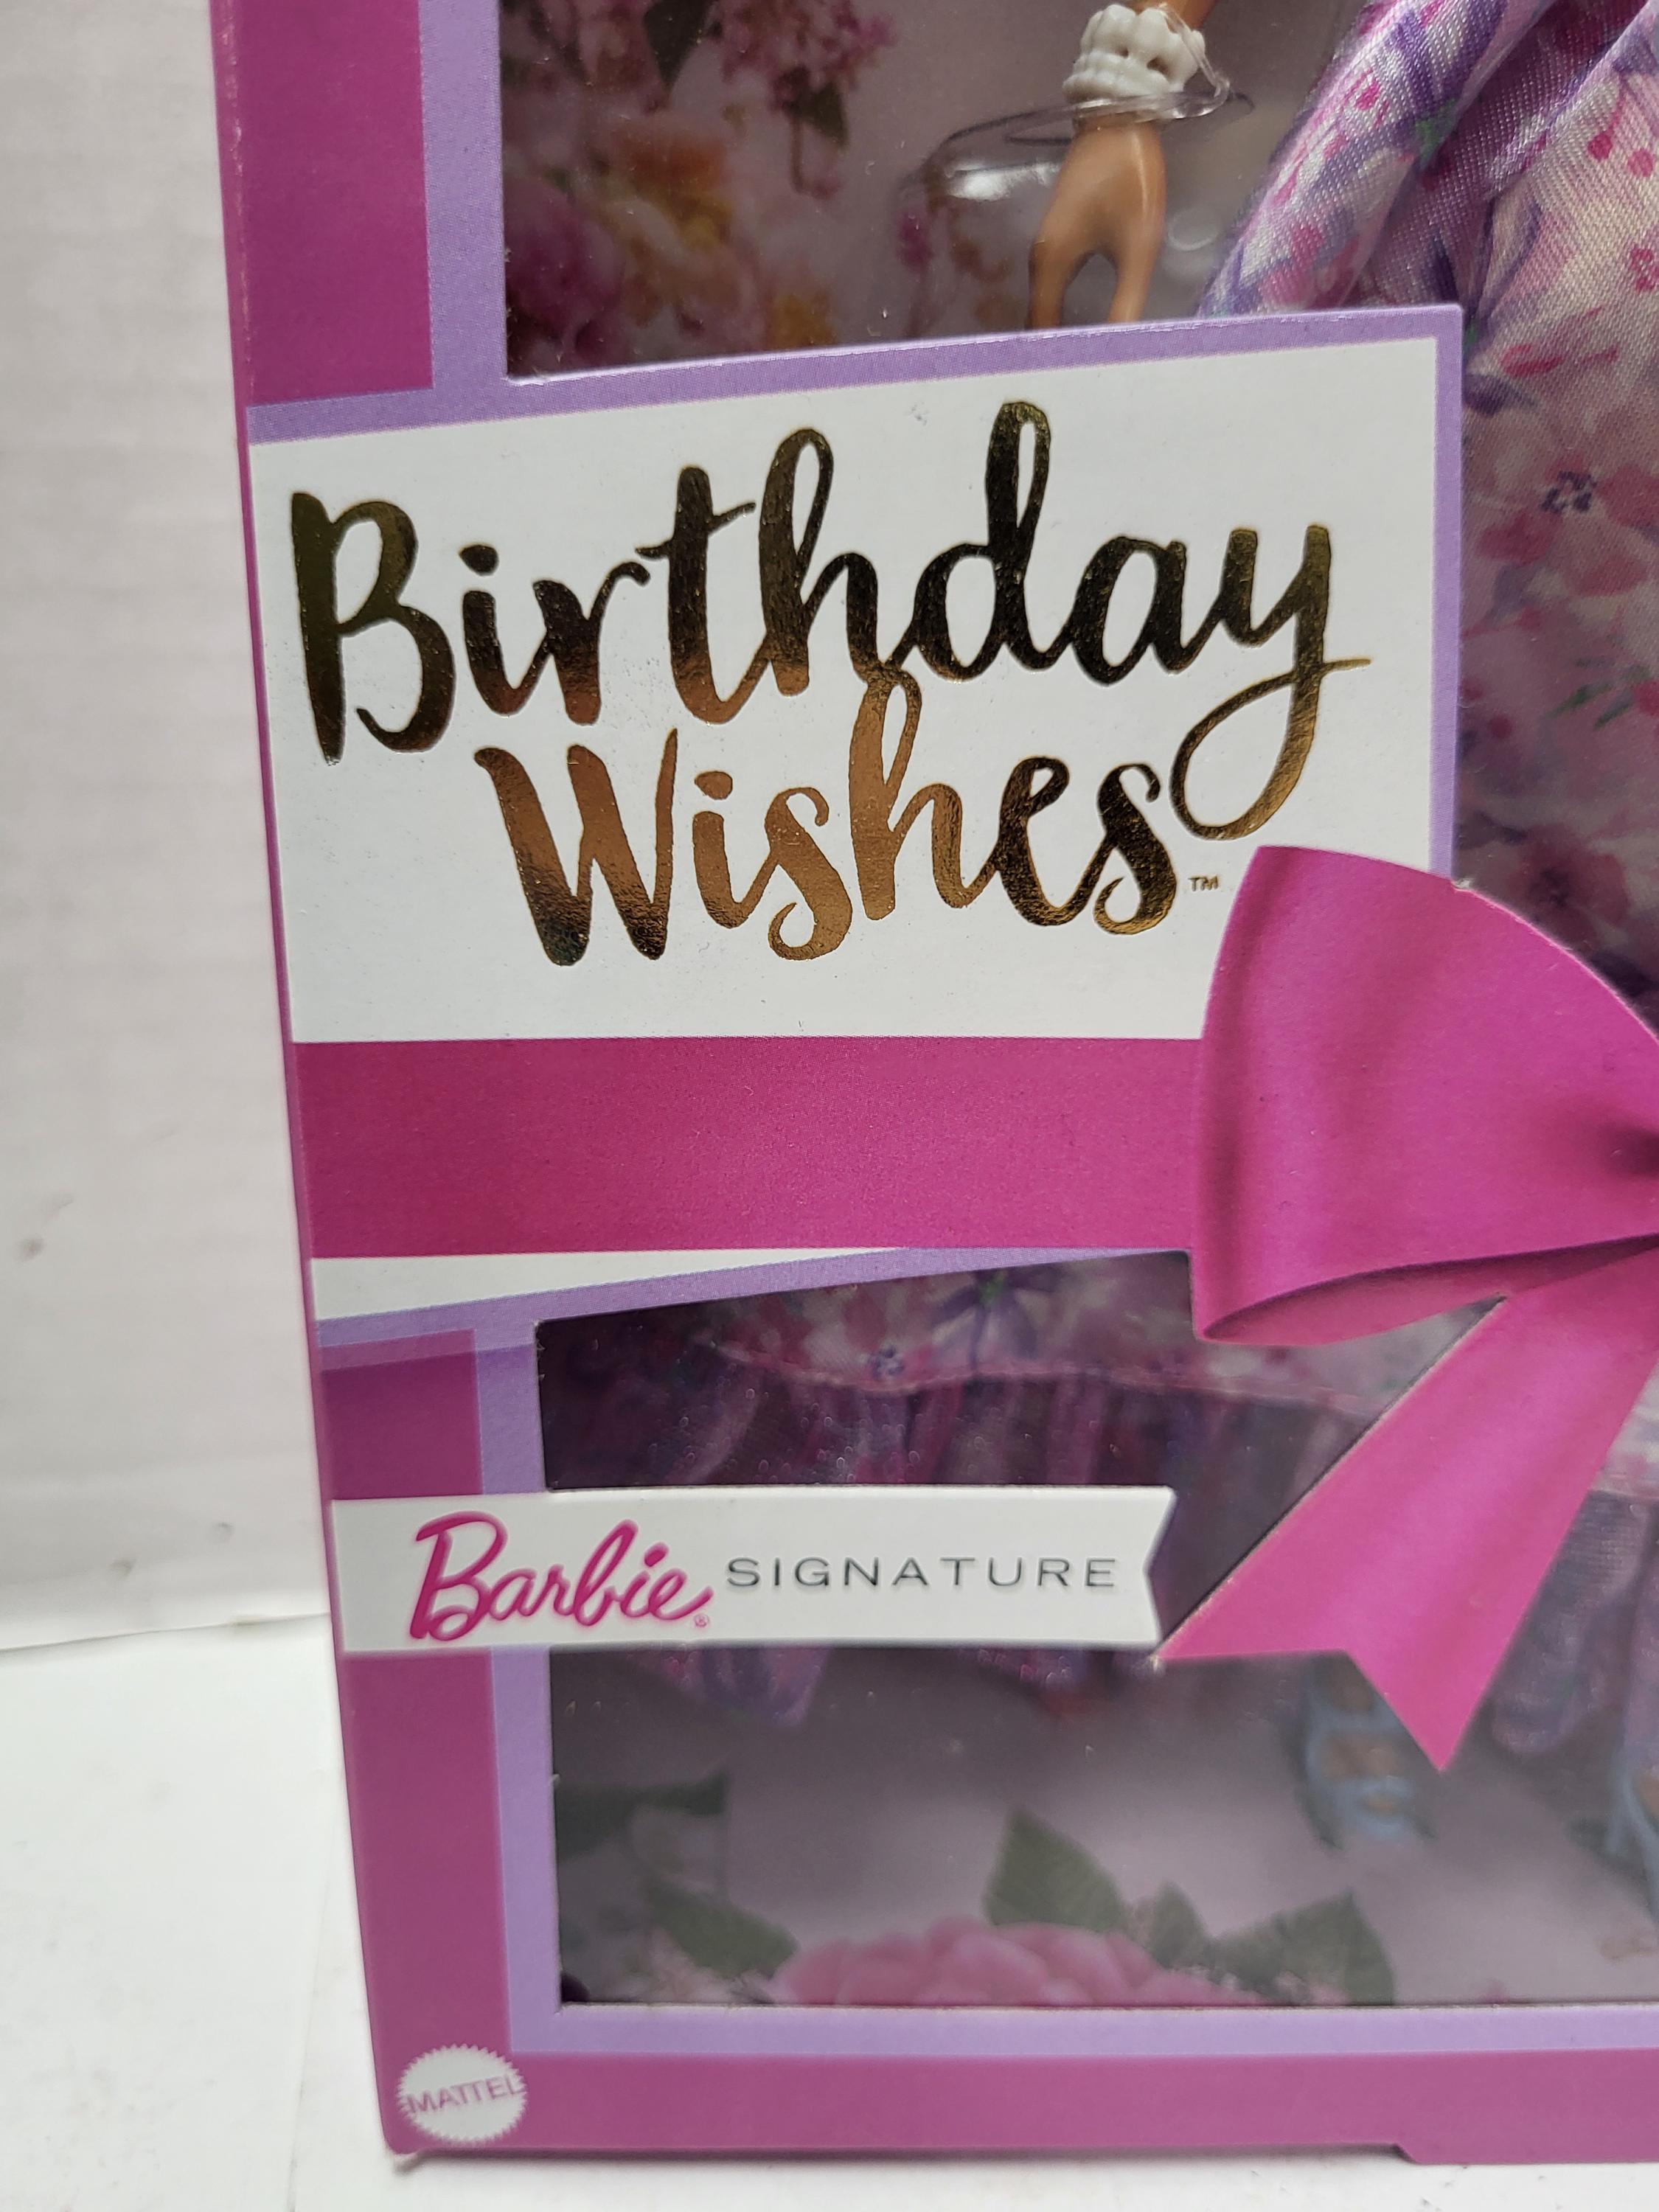 Birthday
Wishes™
Barbie® SIGNATURE
MATTEL